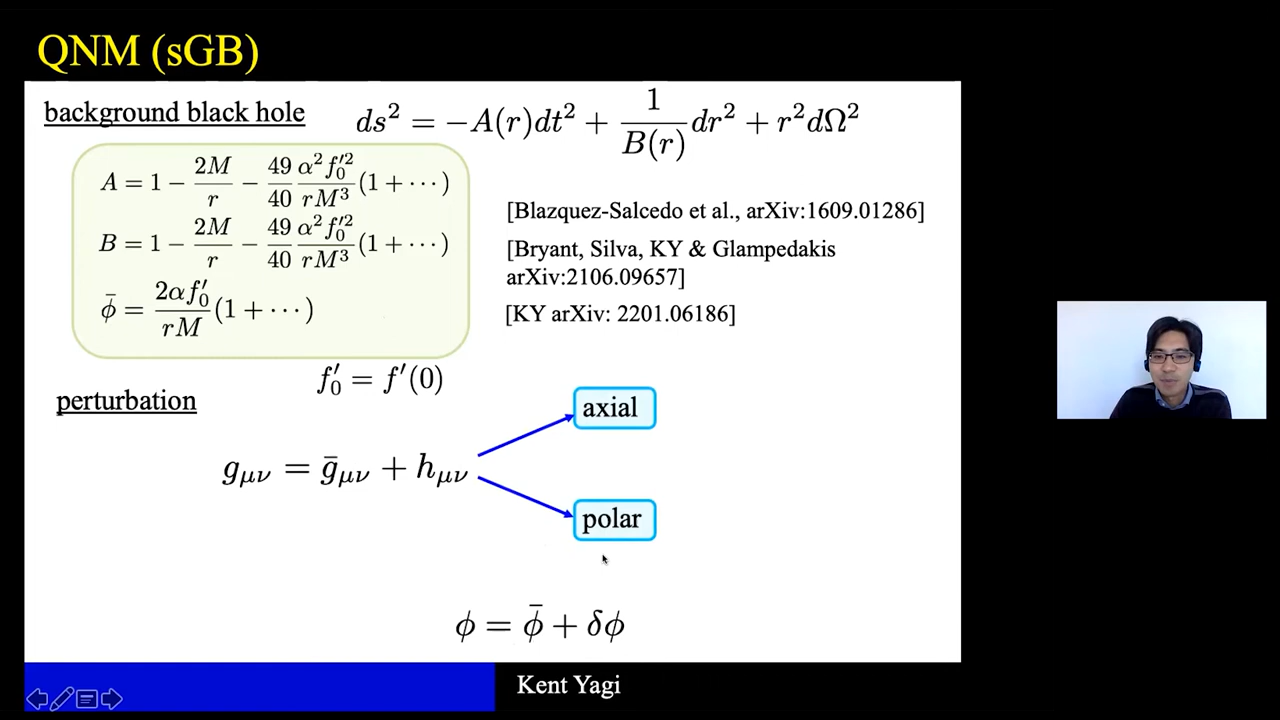 QNM (sGB)
background black hole
ds² = −A(r)dt² + 1/B(r) dr² + r²dΩ²
A = 1 − 2M/r − 49/40 α²f₀′²/rM³ (1 + ⋯)
B = 1 − 2M/r − 49/40 α²f₀′²/rM³ (1 + ⋯)
ϕ̄ = 2αf₀′/rM (1 + ⋯)
[Blazquez-Salcedo et al., arXiv:1609.01286]
[Bryant, Silva, KY & Glampedakis
arXiv:2106.09657]
[KY arXiv: 2201.06186]
f₀′ = f′(0)
perturbation
axial
g_μν = ḡ_μν + h_μν
polar
ϕ = ϕ̄ + δϕ
Kent Yagi